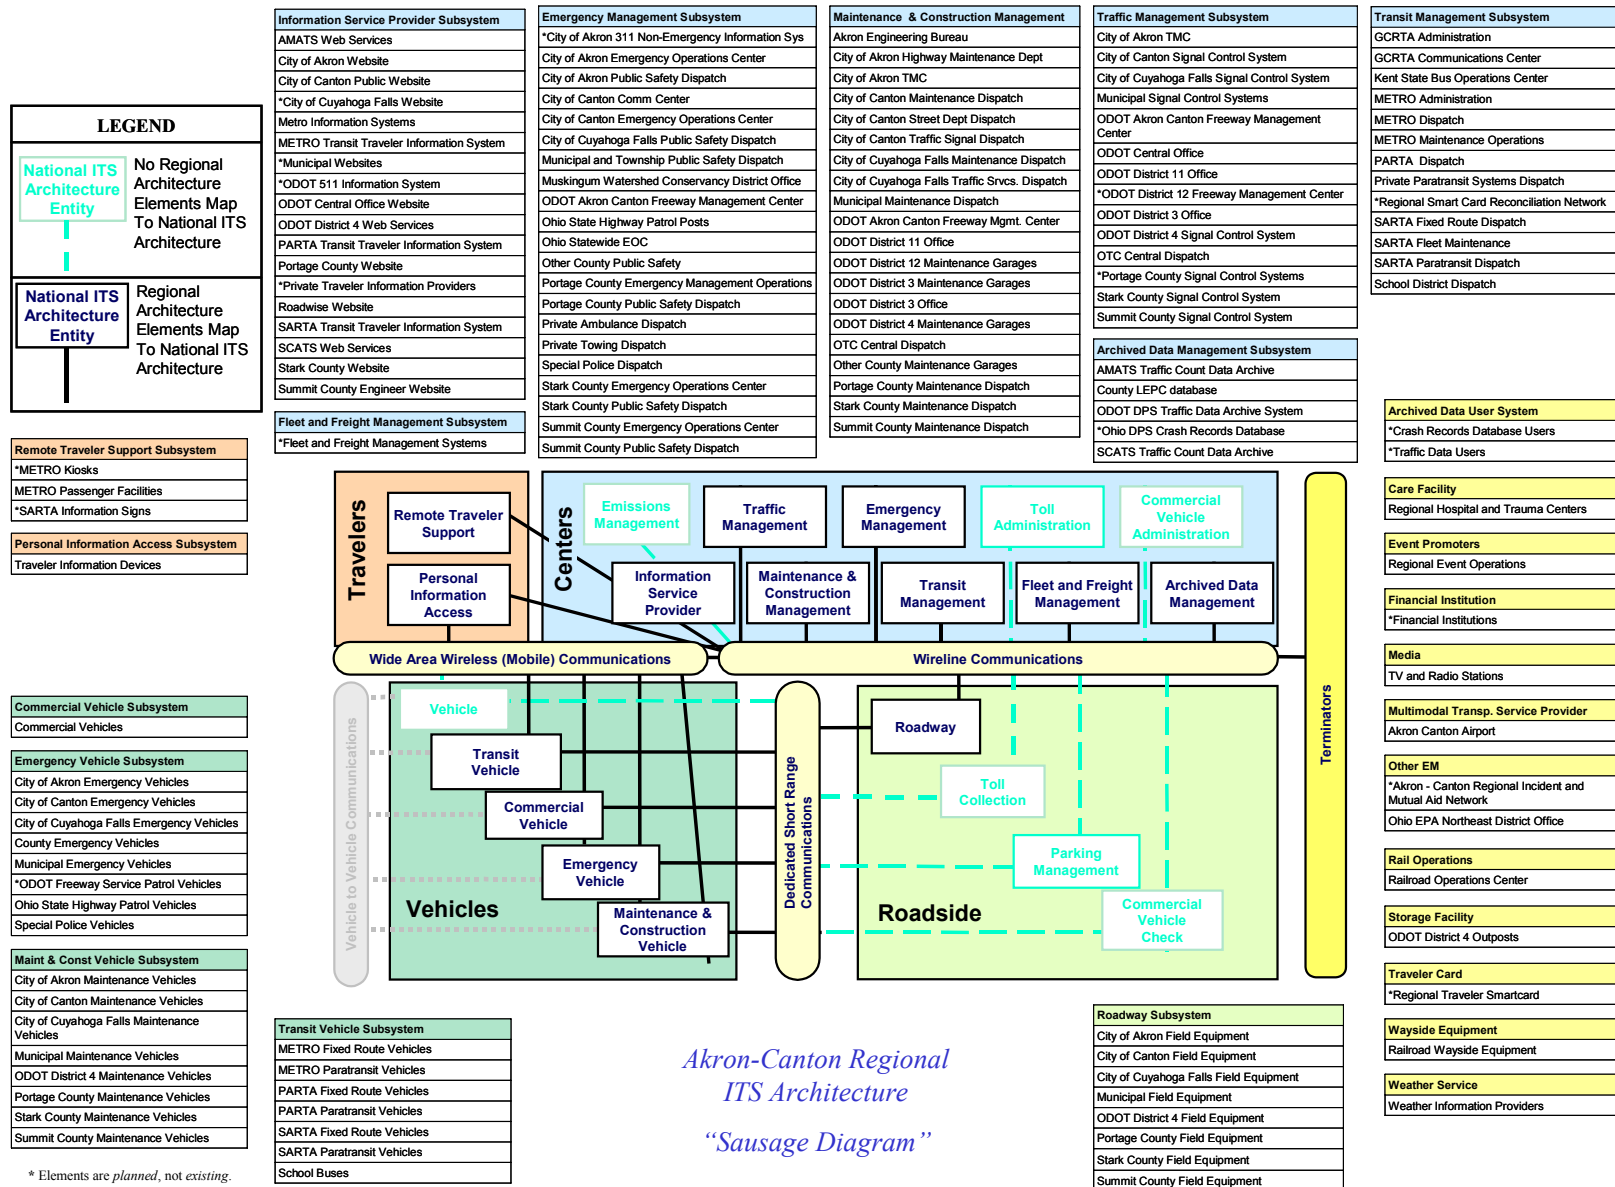 LEGEND
National ITS
Architecture
Entity
No Regional
Architecture
Elements Map
To National ITS
Architecture
National ITS
Architecture
Entity
Regional
Architecture
Elements Map
To National ITS
Architecture
Information Service Provider Subsystem
AMATS Web Services
City of Akron Website
City of Canton Public Website
*City of Cuyahoga Falls Website
Metro Information Systems
METRO Transit Traveler Information System
*Municipal Websites
*ODOT 511 Information System
ODOT Central Office Website
ODOT District 4 Web Services
PARTA Transit Traveler Information System
Portage County Website
*Private Traveler Information Providers
Roadwise Website
SARTA Transit Traveler Information System
SCATS Web Services
Stark County Website
Summit County Engineer Website
Fleet and Freight Management Subsystem
*Fleet and Freight Management Systems
Emergency Management Subsystem
*City of Akron 311 Non-Emergency Information Sys
City of Akron Emergency Operations Center
City of Akron Public Safety Dispatch
City of Canton Comm Center
City of Canton Emergency Operations Center
City of Cuyahoga Falls Public Safety Dispatch
Municipal and Township Public Safety Dispatch
Muskingum Watershed Conservancy District Office
ODOT Akron Canton Freeway Management Center
Ohio State Highway Patrol Posts
Ohio Statewide EOC
Other County Public Safety
Portage County Emergency Management Operations
Portage County Public Safety Dispatch
Private Ambulance Dispatch
Private Towing Dispatch
Special Police Dispatch
Stark County Emergency Operations Center
Stark County Public Safety Dispatch
Summit County Emergency Operations Center
Summit County Public Safety Dispatch
Maintenance & Construction Management
Akron Engineering Bureau
City of Akron Highway Maintenance Dept
City of Akron TMC
City of Canton Maintenance Dispatch
City of Canton Street Dept Dispatch
City of Canton Traffic Signal Dispatch
City of Cuyahoga Falls Maintenance Dispatch
City of Cuyahoga Falls Traffic Srvcs. Dispatch
Municipal Maintenance Dispatch
ODOT Akron Canton Freeway Mgmt. Center
ODOT District 11 Office
ODOT District 12 Maintenance Garages
ODOT District 3 Maintenance Garages
ODOT District 3 Office
ODOT District 4 Maintenance Garages
OTC Central Dispatch
Other County Maintenance Garages
Portage County Maintenance Dispatch
Stark County Maintenance Dispatch
Summit County Maintenance Dispatch
Traffic Management Subsystem
City of Akron TMC
City of Canton Signal Control System
City of Cuyahoga Falls Signal Control System
Municipal Signal Control Systems
ODOT Akron Canton Freeway Management
Center
ODOT Central Office
ODOT District 11 Office
*ODOT District 12 Freeway Management Center
ODOT District 3 Office
ODOT District 4 Signal Control System
OTC Central Dispatch
*Portage County Signal Control Systems
Stark County Signal Control System
Summit County Signal Control System
Archived Data Management Subsystem
AMATS Traffic Count Data Archive
County LEPC database
ODOT DPS Traffic Data Archive System
*Ohio DPS Crash Records Database
SCATS Traffic Count Data Archive
Transit Management Subsystem
GCRTA Administration
GCRTA Communications Center
Kent State Bus Operations Center
METRO Administration
METRO Dispatch
METRO Maintenance Operations
PARTA Dispatch
Private Paratransit Systems Dispatch
*Regional Smart Card Reconciliation Network
SARTA Fixed Route Dispatch
SARTA Fleet Maintenance
SARTA Paratransit Dispatch
School District Dispatch
Archived Data User System
*Crash Records Database Users
*Traffic Data Users
Care Facility
Regional Hospital and Trauma Centers
Event Promoters
Regional Event Operations
Financial Institution
*Financial Institutions
Media
TV and Radio Stations
Multimodal Transp. Service Provider
Akron Canton Airport
Other EM
*Akron - Canton Regional Incident and
Mutual Aid Network
Ohio EPA Northeast District Office
Rail Operations
Railroad Operations Center
Storage Facility
ODOT District 4 Outposts
Traveler Card
*Regional Traveler Smartcard
Wayside Equipment
Railroad Wayside Equipment
Weather Service
Weather Information Providers
Remote Traveler Support Subsystem
*METRO Kiosks
METRO Passenger Facilities
*SARTA Information Signs
Personal Information Access Subsystem
Traveler Information Devices
Commercial Vehicle Subsystem
Commercial Vehicles
Emergency Vehicle Subsystem
City of Akron Emergency Vehicles
City of Canton Emergency Vehicles
City of Cuyahoga Falls Emergency Vehicles
County Emergency Vehicles
Municipal Emergency Vehicles
*ODOT Freeway Service Patrol Vehicles
Ohio State Highway Patrol Vehicles
Special Police Vehicles
Maint & Const Vehicle Subsystem
City of Akron Maintenance Vehicles
City of Canton Maintenance Vehicles
City of Cuyahoga Falls Maintenance
Vehicles
Municipal Maintenance Vehicles
ODOT District 4 Maintenance Vehicles
Portage County Maintenance Vehicles
Stark County Maintenance Vehicles
Summit County Maintenance Vehicles
* Elements are planned, not existing.
Travelers
Remote Traveler
Support
Personal
Information
Access
Centers
Emissions
Management
Traffic
Management
Emergency
Management
Toll
Administration
Commercial
Vehicle
Administration
Information
Service
Provider
Maintenance &
Construction
Management
Transit
Management
Fleet and Freight
Management
Archived Data
Management
Wide Area Wireless (Mobile) Communications
Wireline Communications
Terminators
Vehicle to Vehicle Communications
Vehicle
Transit
Vehicle
Commercial
Vehicle
Emergency
Vehicle
Maintenance &
Construction
Vehicle
Vehicles
Dedicated Short Range
Communications
Roadway
Toll
Collection
Parking
Management
Commercial
Vehicle
Check
Roadside
Transit Vehicle Subsystem
METRO Fixed Route Vehicles
METRO Paratransit Vehicles
PARTA Fixed Route Vehicles
PARTA Paratransit Vehicles
SARTA Fixed Route Vehicles
SARTA Paratransit Vehicles
School Buses
Akron-Canton Regional
ITS Architecture
“Sausage Diagram”
Roadway Subsystem
City of Akron Field Equipment
City of Canton Field Equipment
City of Cuyahoga Falls Field Equipment
Municipal Field Equipment
ODOT District 4 Field Equipment
Portage County Field Equipment
Stark County Field Equipment
Summit County Field Equipment